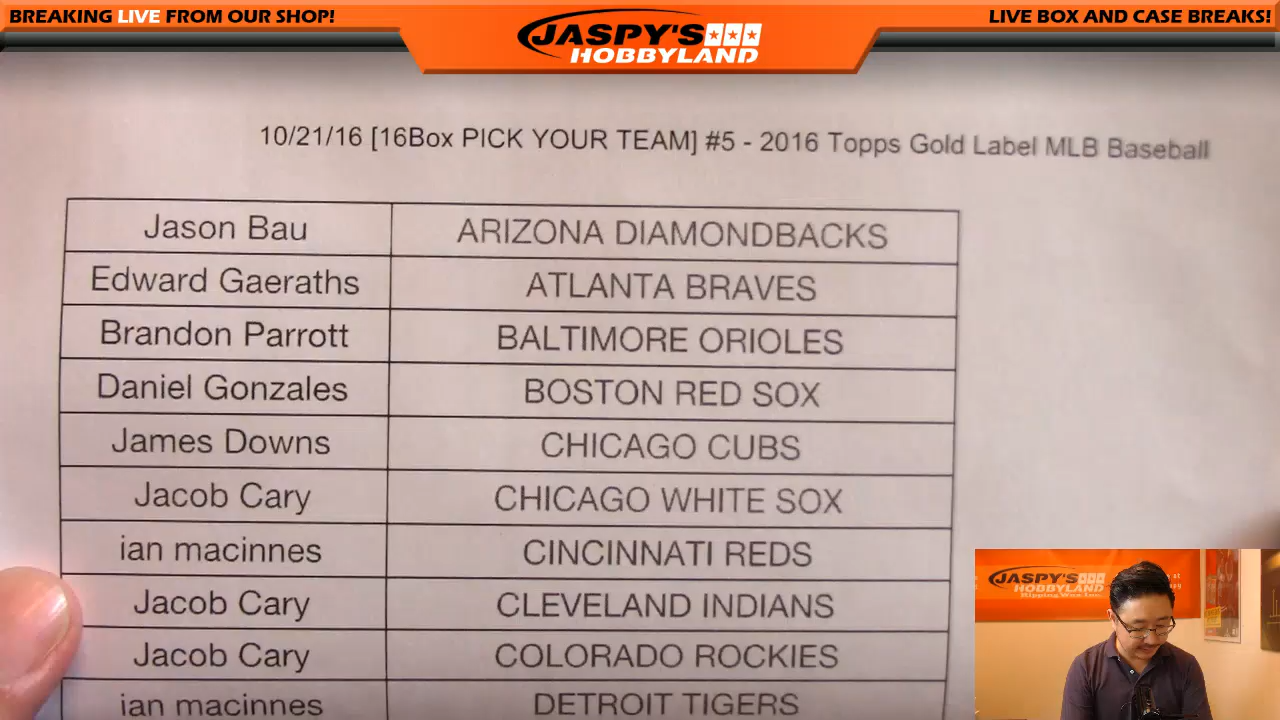 BREAKING LIVE FROM OUR SHOP!
JASPY'S
HOBBYLAND
LIVE BOX AND CASE BREAKS!
10/21/16 [16Box PICK YOUR TEAM] #5 - 2016 Topps Gold Label MLB Baseball
Jason Bau ARIZONA DIAMONDBACKS
Edward Gaeraths ATLANTA BRAVES
Brandon Parrott BALTIMORE ORIOLES
Daniel Gonzales BOSTON RED SOX
James Downs CHICAGO CUBS
Jacob Cary CHICAGO WHITE SOX
ian macinnes CINCINNATI REDS
Jacob Cary CLEVELAND INDIANS
Jacob Cary COLORADO ROCKIES
ian macinnes DETROIT TIGERS
JASPY'S
HOBBYLAND